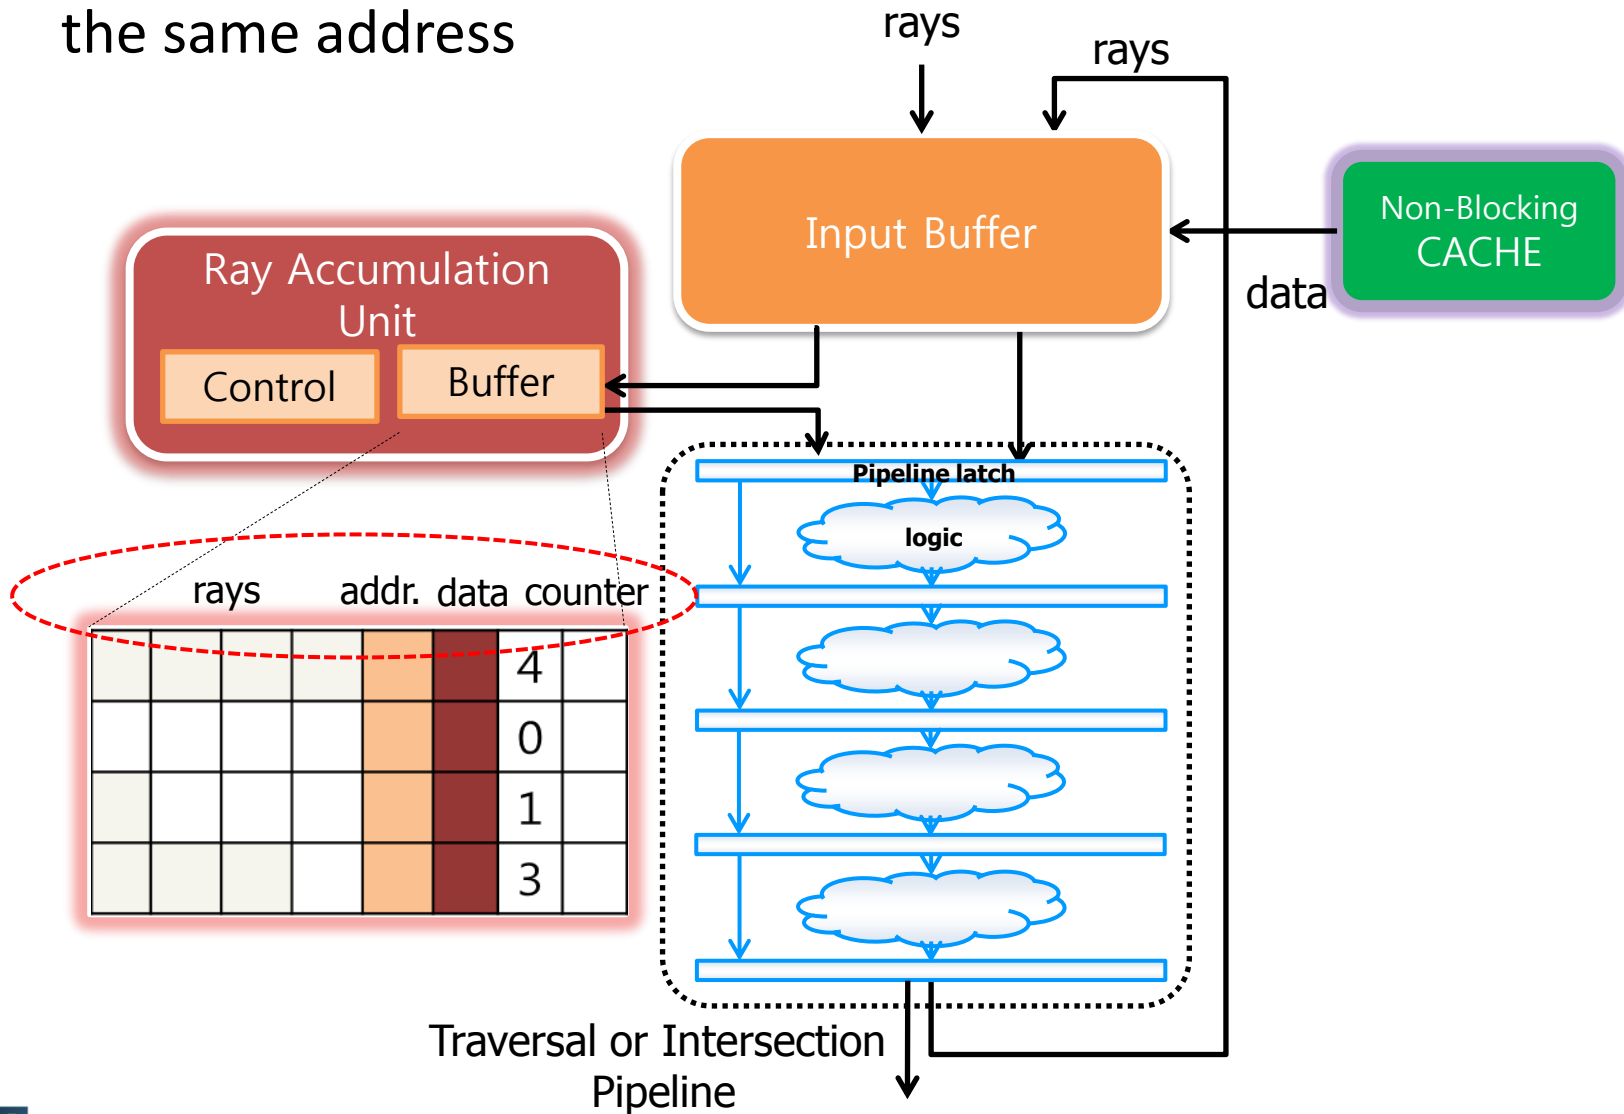 the same address
rays
rays
Input Buffer
Non-Blocking
CACHE
data
Ray Accumulation
Unit
Control
Buffer
Pipeline latch
logic
rays addr. data counter
4
0
1
3
Traversal or Intersection
Pipeline